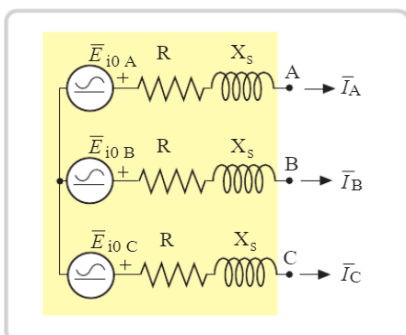 E̅i0 A + R Xs A I̅A
E̅i0 B + R Xs B I̅B
E̅i0 C + R Xs C I̅C